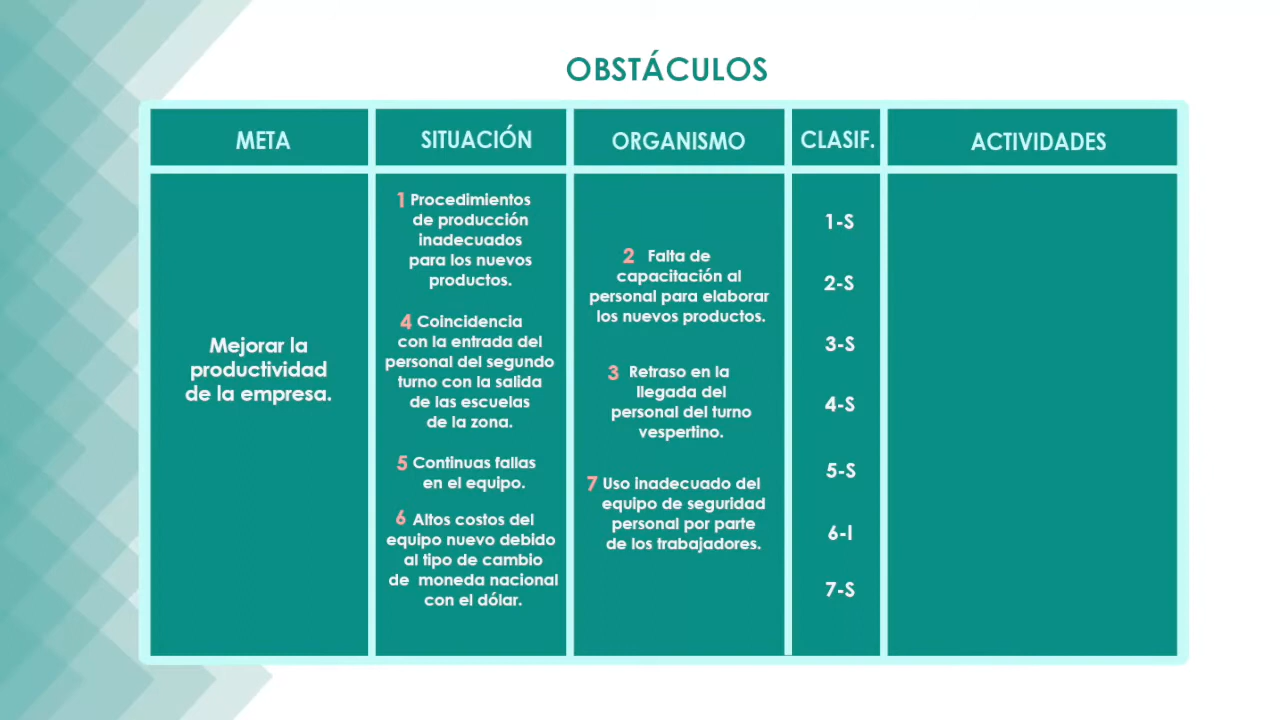 OBSTÁCULOS
META
SITUACIÓN
ORGANISMO
CLASIF.
ACTIVIDADES
Mejorar la
productividad
de la empresa.
1 Procedimientos
de producción
inadecuados
para los nuevos
productos.
4 Coincidencia
con la entrada del
personal del segundo
turno con la salida
de las escuelas
de la zona.
5 Continuas fallas
en el equipo.
6 Altos costos del
equipo nuevo debido
al tipo de cambio
de moneda nacional
con el dólar.
2 Falta de
capacitación al
personal para elaborar
los nuevos productos.
3 Retraso en la
llegada del
personal del turno
vespertino.
7 Uso inadecuado del
equipo de seguridad
personal por parte
de los trabajadores.
1-S
2-S
3-S
4-S
5-S
6-I
7-S